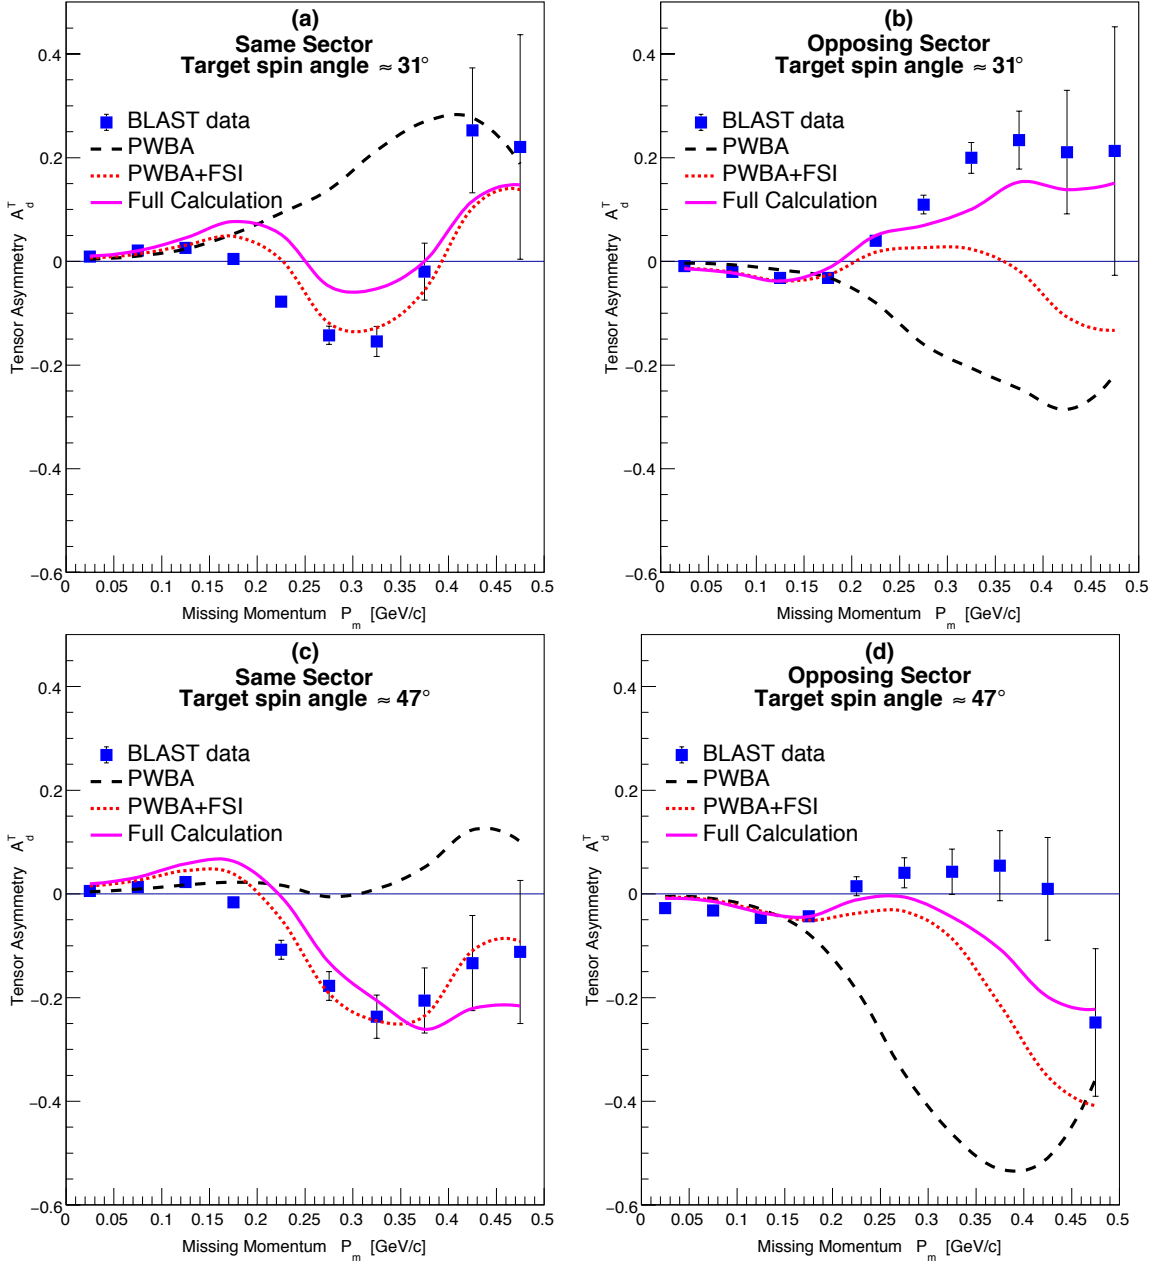 (a)
Same Sector
Target spin angle ≈ 31°
BLAST data
PWBA
PWBA+FSI
Full Calculation
Tensor Asymmetry A_d^T
0.4
0.2
0
−0.2
−0.4
−0.6
0 0.05 0.1 0.15 0.2 0.25 0.3 0.35 0.4 0.45 0.5
Missing Momentum P_m [GeV/c]
(b)
Opposing Sector
Target spin angle ≈ 31°
BLAST data
PWBA
PWBA+FSI
Full Calculation
Tensor Asymmetry A_d^T
0.4
0.2
0
−0.2
−0.4
−0.6
0 0.05 0.1 0.15 0.2 0.25 0.3 0.35 0.4 0.45 0.5
Missing Momentum P_m [GeV/c]
(c)
Same Sector
Target spin angle ≈ 47°
BLAST data
PWBA
PWBA+FSI
Full Calculation
Tensor Asymmetry A_d^T
0.4
0.2
0
−0.2
−0.4
−0.6
0 0.05 0.1 0.15 0.2 0.25 0.3 0.35 0.4 0.45 0.5
Missing Momentum P_m [GeV/c]
(d)
Opposing Sector
Target spin angle ≈ 47°
BLAST data
PWBA
PWBA+FSI
Full Calculation
Tensor Asymmetry A_d^T
0.4
0.2
0
−0.2
−0.4
−0.6
0 0.05 0.1 0.15 0.2 0.25 0.3 0.35 0.4 0.45 0.5
Missing Momentum P_m [GeV/c]